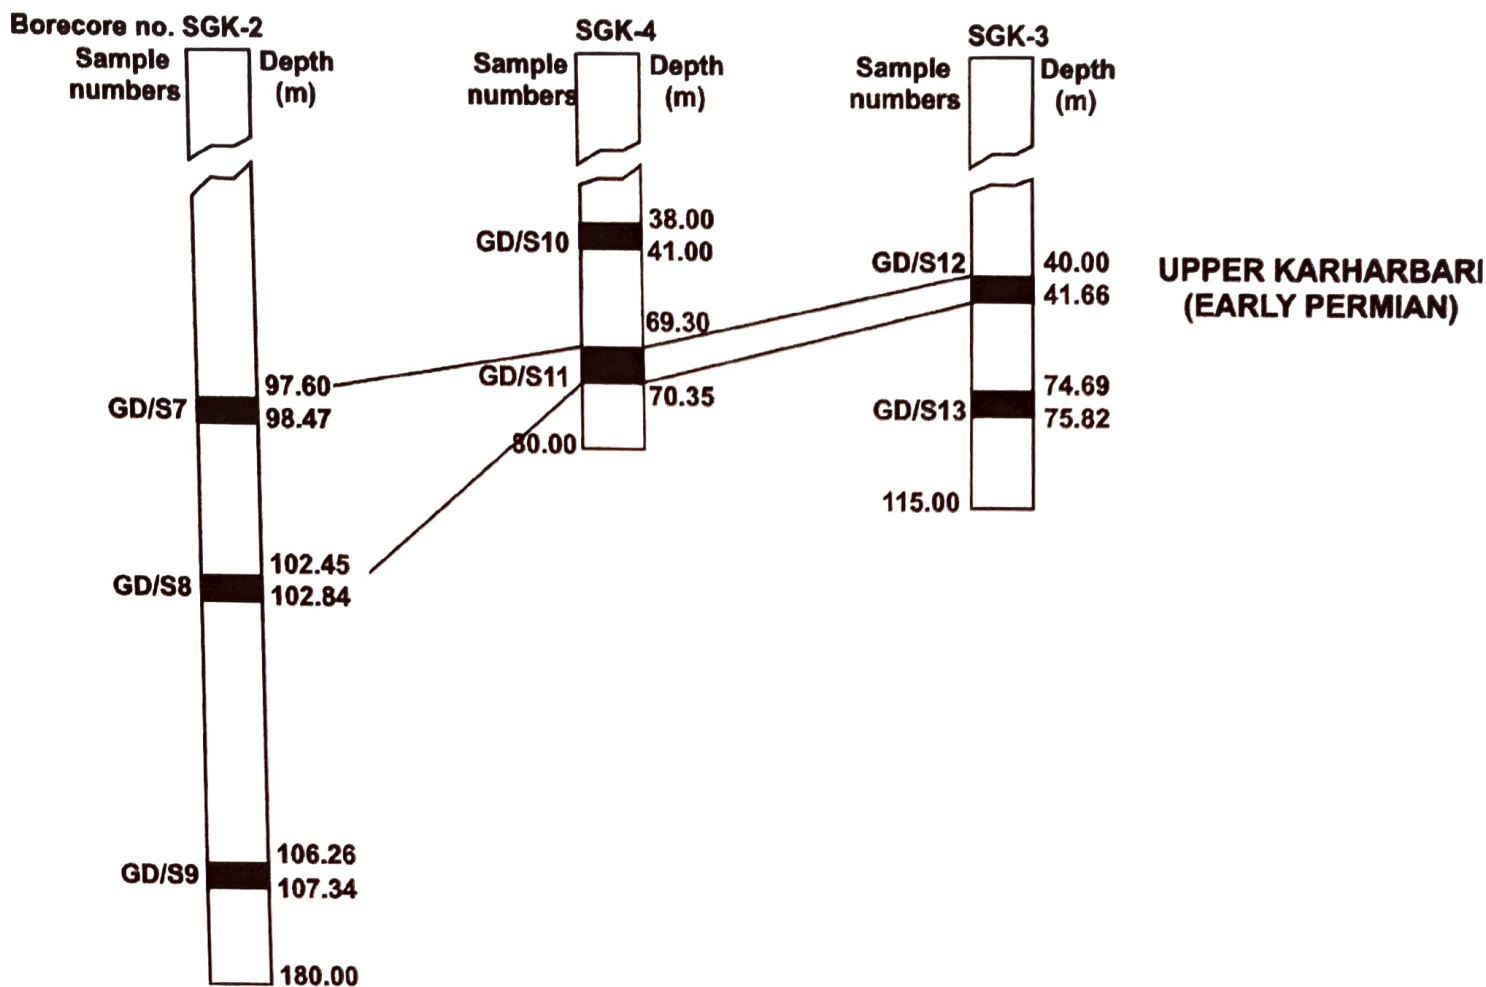 Borecore no. SGK-2
Sample numbers
Depth (m)
GD/S7
97.60
98.47
GD/S8
102.45
102.84
GD/S9
106.26
107.34
180.00
SGK-4
Sample numbers
Depth (m)
GD/S10
38.00
41.00
69.30
GD/S11
70.35
80.00
SGK-3
Sample numbers
Depth (m)
GD/S12
40.00
41.66
GD/S13
74.69
75.82
115.00
UPPER KARHARBARI
(EARLY PERMIAN)